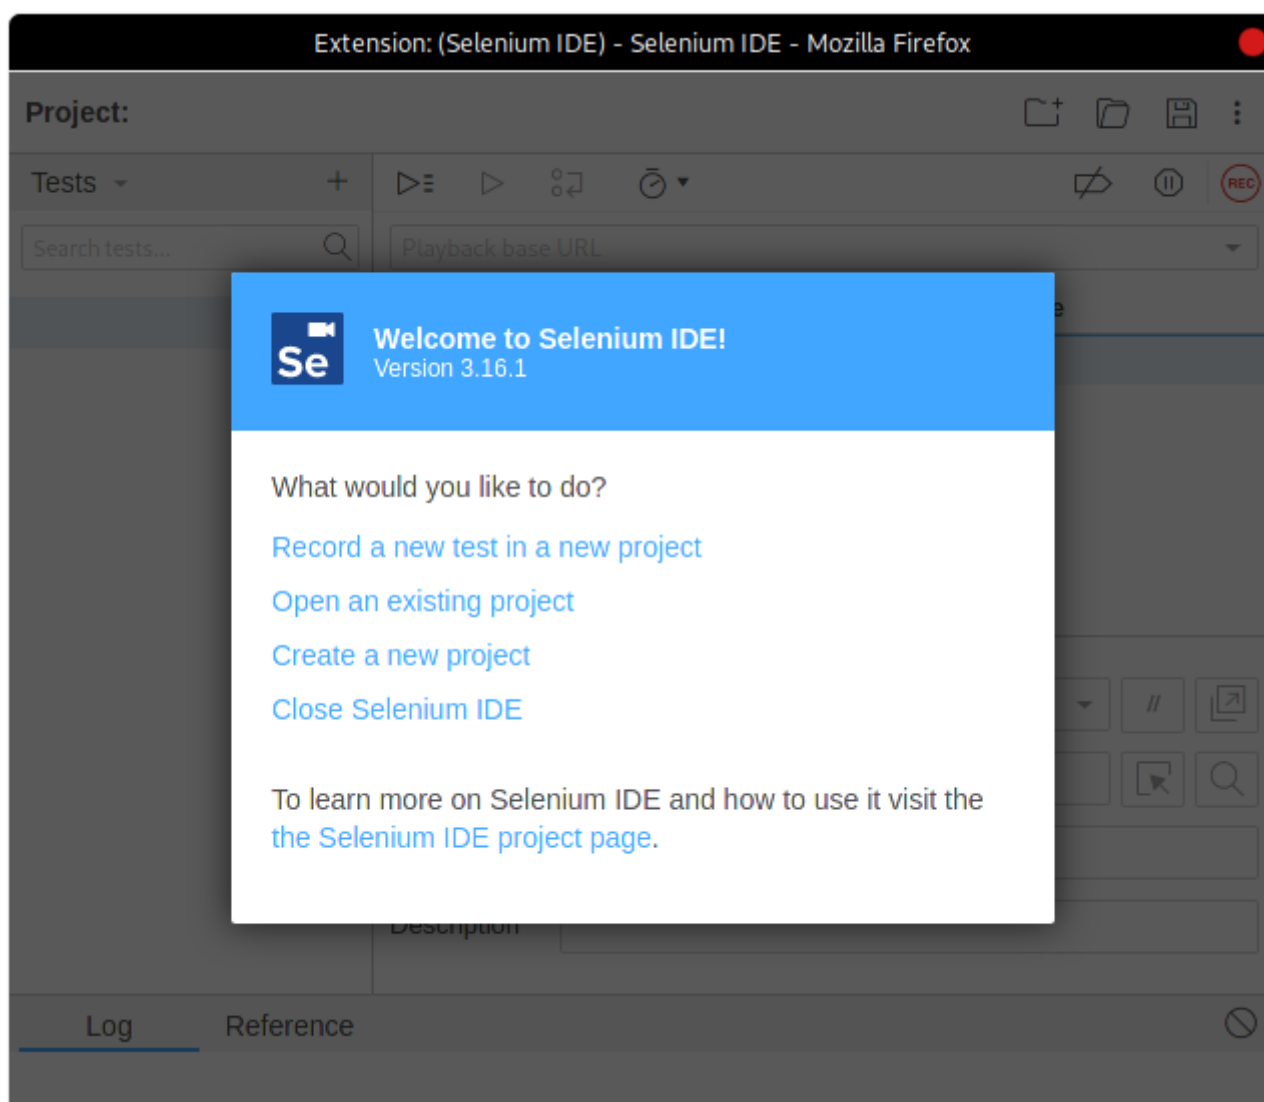 Extension: (Selenium IDE) - Selenium IDE - Mozilla Firefox
Project:
Tests
REC
Search tests...
Playback base URL
Se
Welcome to Selenium IDE!
Version 3.16.1
What would you like to do?
Record a new test in a new project
Open an existing project
Create a new project
Close Selenium IDE
//
To learn more on Selenium IDE and how to use it visit the
the Selenium IDE project page.
Description
Log Reference